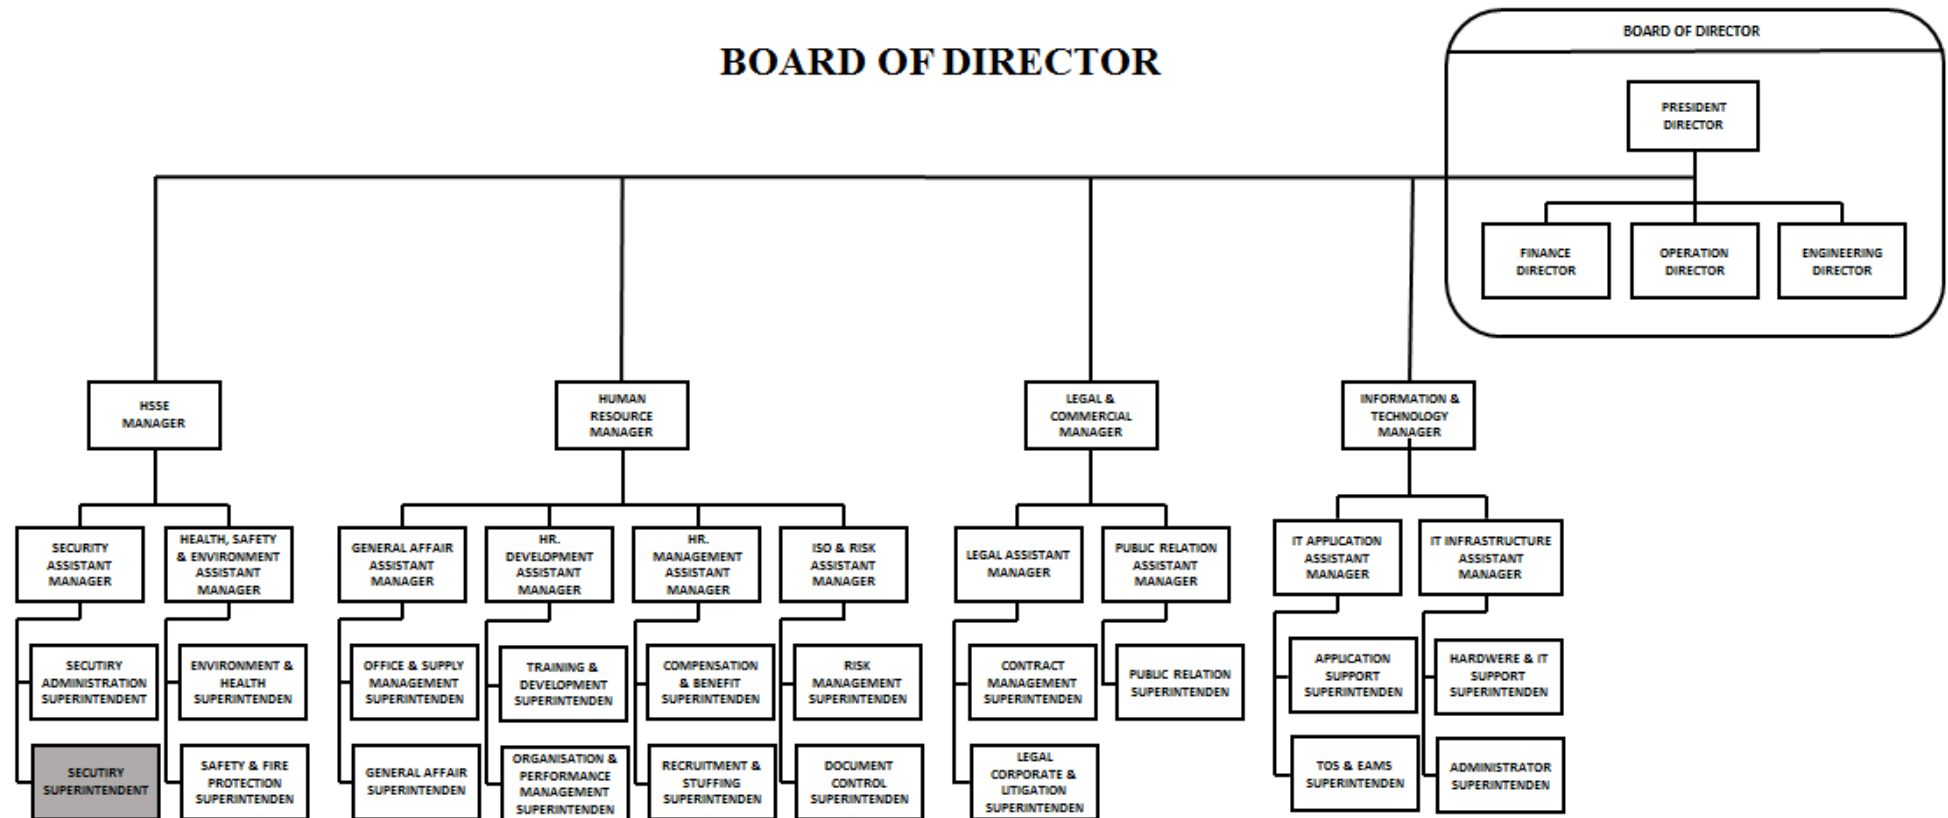 BOARD OF DIRECTOR
BOARD OF DIRECTOR
PRESIDENT
DIRECTOR
FINANCE
DIRECTOR
OPERATION
DIRECTOR
ENGINEERING
DIRECTOR
HSSE
MANAGER
HUMAN
RESOURCE
MANAGER
LEGAL &
COMMERCIAL
MANAGER
INFORMATION &
TECHNOLOGY
MANAGER
SECURITY
ASSISTANT
MANAGER
HEALTH, SAFETY
& ENVIRONMENT
ASSISTANT
MANAGER
GENERAL AFFAIR
ASSISTANT
MANAGER
HR.
DEVELOPMENT
ASSISTANT
MANAGER
HR.
MANAGEMENT
ASSISTANT
MANAGER
ISO & RISK
ASSISTANT
MANAGER
LEGAL ASSISTANT
MANAGER
PUBLIC RELATION
ASSISTANT
MANAGER
IT APPLICATION
ASSISTANT
MANAGER
IT INFRASTRUCTURE
ASSISTANT
MANAGER
SECUTIRY
ADMINISTRATION
SUPERINTENDENT
ENVIRONMENT &
HEALTH
SUPERINTENDEN
OFFICE & SUPPLY
MANAGEMENT
SUPERINTENDEN
TRAINING &
DEVELOPMENT
SUPERINTENDEN
COMPENSATION
& BENEFIT
SUPERINTENDEN
RISK
MANAGEMENT
SUPERINTENDEN
CONTRACT
MANAGEMENT
SUPERINTENDEN
PUBLIC RELATION
SUPERINTENDEN
APPLICATION
SUPPORT
SUPERINTENDEN
HARDWERE & IT
SUPPORT
SUPERINTENDEN
SECUTIRY
SUPERINTENDENT
SAFETY & FIRE
PROTECTION
SUPERINTENDEN
GENERAL AFFAIR
SUPERINTENDEN
ORGANISATION &
PERFORMANCE
MANAGEMENT
SUPERINTENDEN
RECRUITMENT &
STUFFING
SUPERINTENDEN
DOCUMENT
CONTROL
SUPERINTENDEN
LEGAL
CORPORATE &
LITIGATION
SUPERINTENDEN
TOS & EAMS
SUPERINTENDEN
ADMINISTRATOR
SUPERINTENDEN